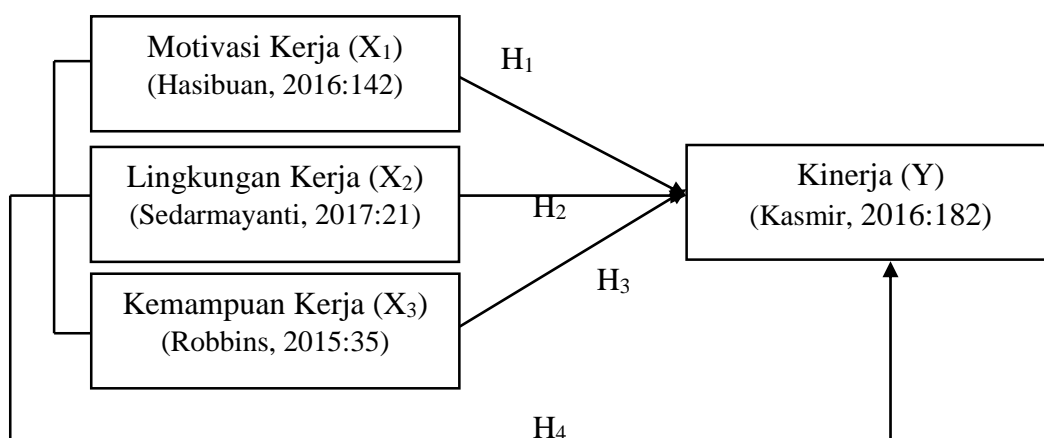 Motivasi Kerja (X₁)
(Hasibuan, 2016:142)
H₁
Lingkungan Kerja (X₂)
(Sedarmayanti, 2017:21)
H₂
Kinerja (Y)
(Kasmir, 2016:182)
Kemampuan Kerja (X₃)
(Robbins, 2015:35)
H₃
H₄